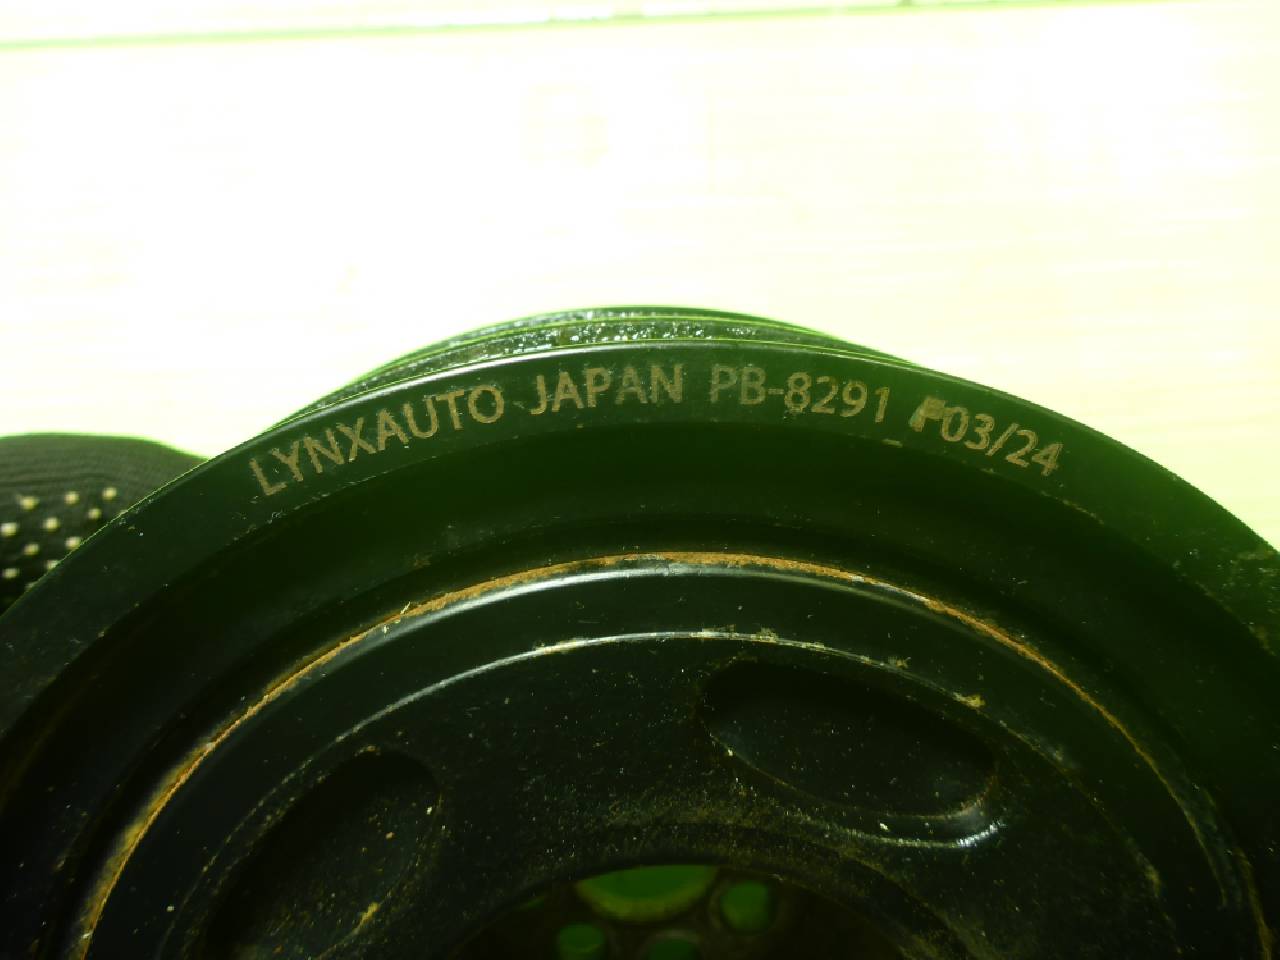 LYNXAUTO JAPAN PB-8291 F03/24